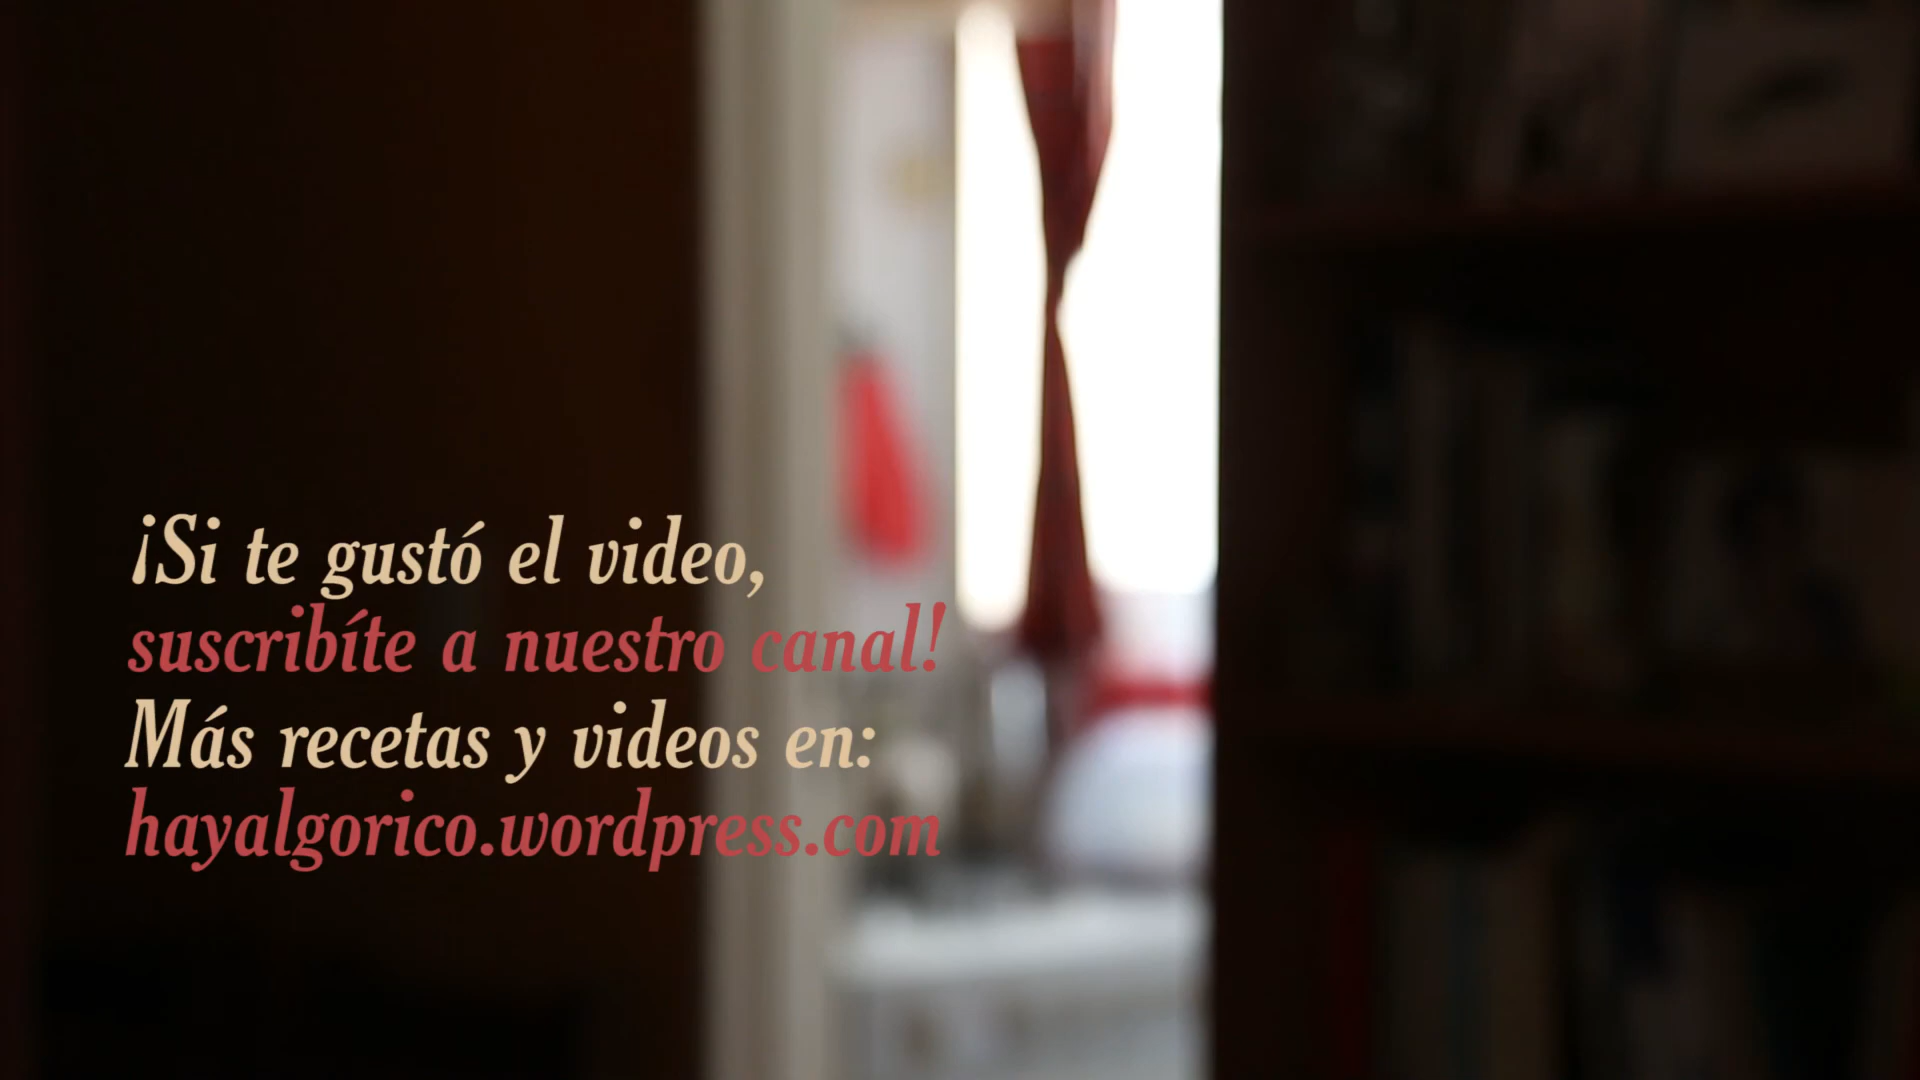 ¡Si te gustó el video,
suscribíte a nuestro canal!
Más recetas y videos en:
hayalgorico.wordpress.com